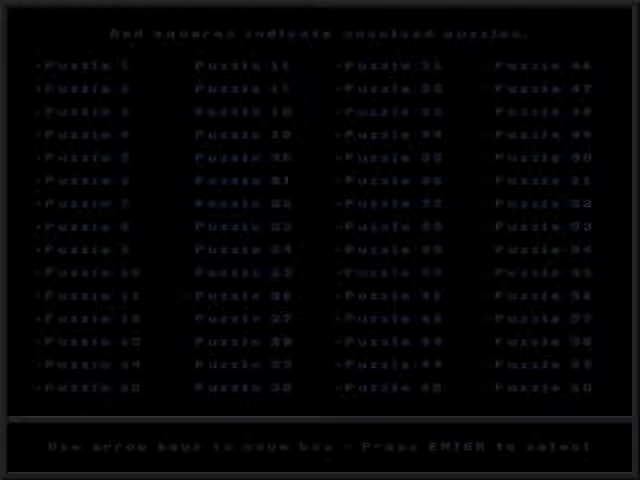 Red squares indicate unsolved puzzles.
Puzzle 1 Puzzle 16 Puzzle 31 Puzzle 46
Puzzle 2 Puzzle 17 Puzzle 32 Puzzle 47
Puzzle 3 Puzzle 18 Puzzle 33 Puzzle 48
Puzzle 4 Puzzle 19 Puzzle 34 Puzzle 49
Puzzle 5 Puzzle 20 Puzzle 35 Puzzle 50
Puzzle 6 Puzzle 21 Puzzle 36 Puzzle 51
Puzzle 7 Puzzle 22 Puzzle 37 Puzzle 52
Puzzle 8 Puzzle 23 Puzzle 38 Puzzle 53
Puzzle 9 Puzzle 24 Puzzle 39 Puzzle 54
Puzzle 10 Puzzle 25 Puzzle 40 Puzzle 55
Puzzle 11 Puzzle 26 Puzzle 41 Puzzle 56
Puzzle 12 Puzzle 27 Puzzle 42 Puzzle 57
Puzzle 13 Puzzle 28 Puzzle 43 Puzzle 58
Puzzle 14 Puzzle 29 Puzzle 44 Puzzle 59
Puzzle 15 Puzzle 30 Puzzle 45 Puzzle 60
Use arrow keys to move box - Press ENTER to select